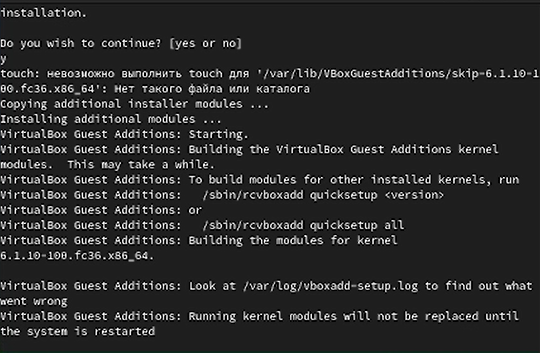 installation.
Do you wish to continue? [yes or no]
y
touch: невозможно выполнить touch для '/var/lib/VBoxGuestAdditions/skip-6.1.10-1
00.fc36.x86_64': Нет такого файла или каталога
Copying additional installer modules ...
Installing additional modules ...
VirtualBox Guest Additions: Starting.
VirtualBox Guest Additions: Building the VirtualBox Guest Additions kernel
modules.  This may take a while.
VirtualBox Guest Additions: To build modules for other installed kernels, run
VirtualBox Guest Additions:   /sbin/rcvboxadd quicksetup <version>
VirtualBox Guest Additions: or
VirtualBox Guest Additions:   /sbin/rcvboxadd quicksetup all
VirtualBox Guest Additions: Building the modules for kernel
6.1.10-100.fc36.x86_64.
VirtualBox Guest Additions: Look at /var/log/vboxadd-setup.log to find out what
went wrong
VirtualBox Guest Additions: Running kernel modules will not be replaced until
the system is restarted